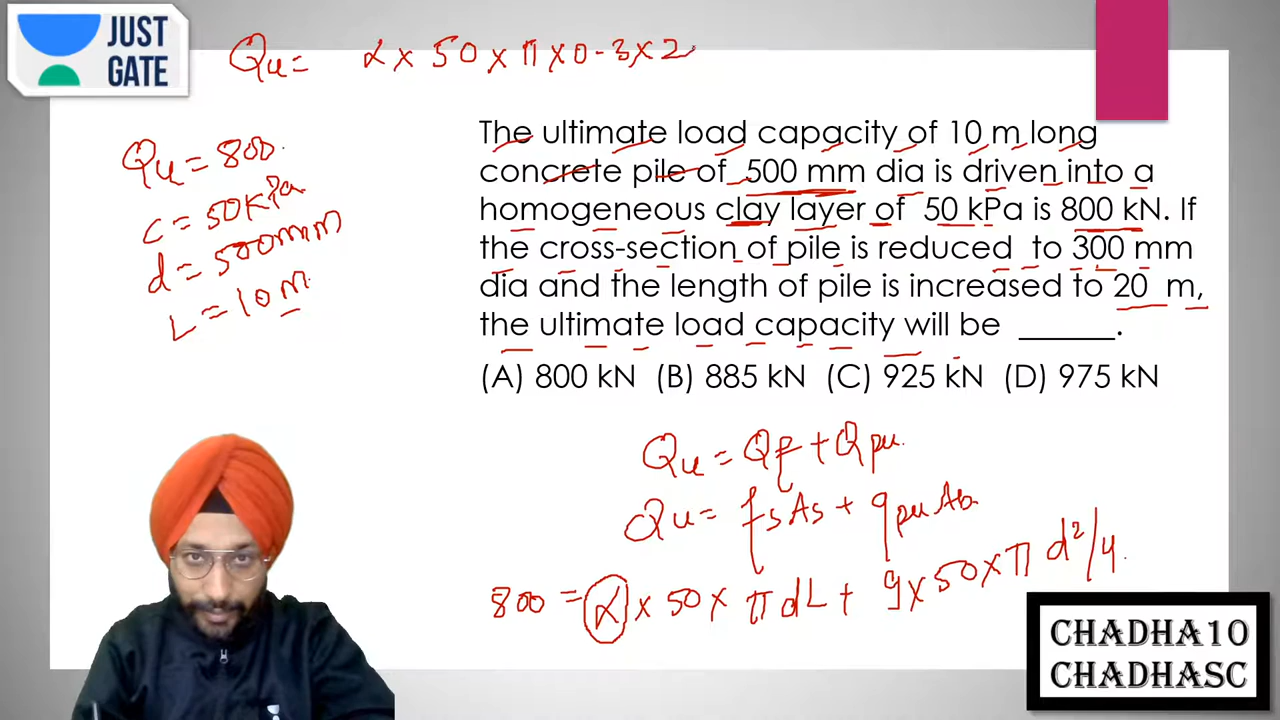 JUST
GATE
Qu = α × 50 × π × 0.3 × 2
Qu = 800
c = 50 kPa
d = 500mm
L = 10 m
The ultimate load capacity of 10 m long
concrete pile of 500 mm dia is driven into a
homogeneous clay layer of 50 kPa is 800 kN. If
the cross-section of pile is reduced to 300 mm
dia and the length of pile is increased to 20 m,
the ultimate load capacity will be ______.
(A) 800 kN (B) 885 kN (C) 925 kN (D) 975 kN
Qu = Qf + Qpu
Qu = fsAs + qpu Ab
800 = α × 50 × π dL + 9 × 50 × π d²/4
CHADHA10
CHADHASC